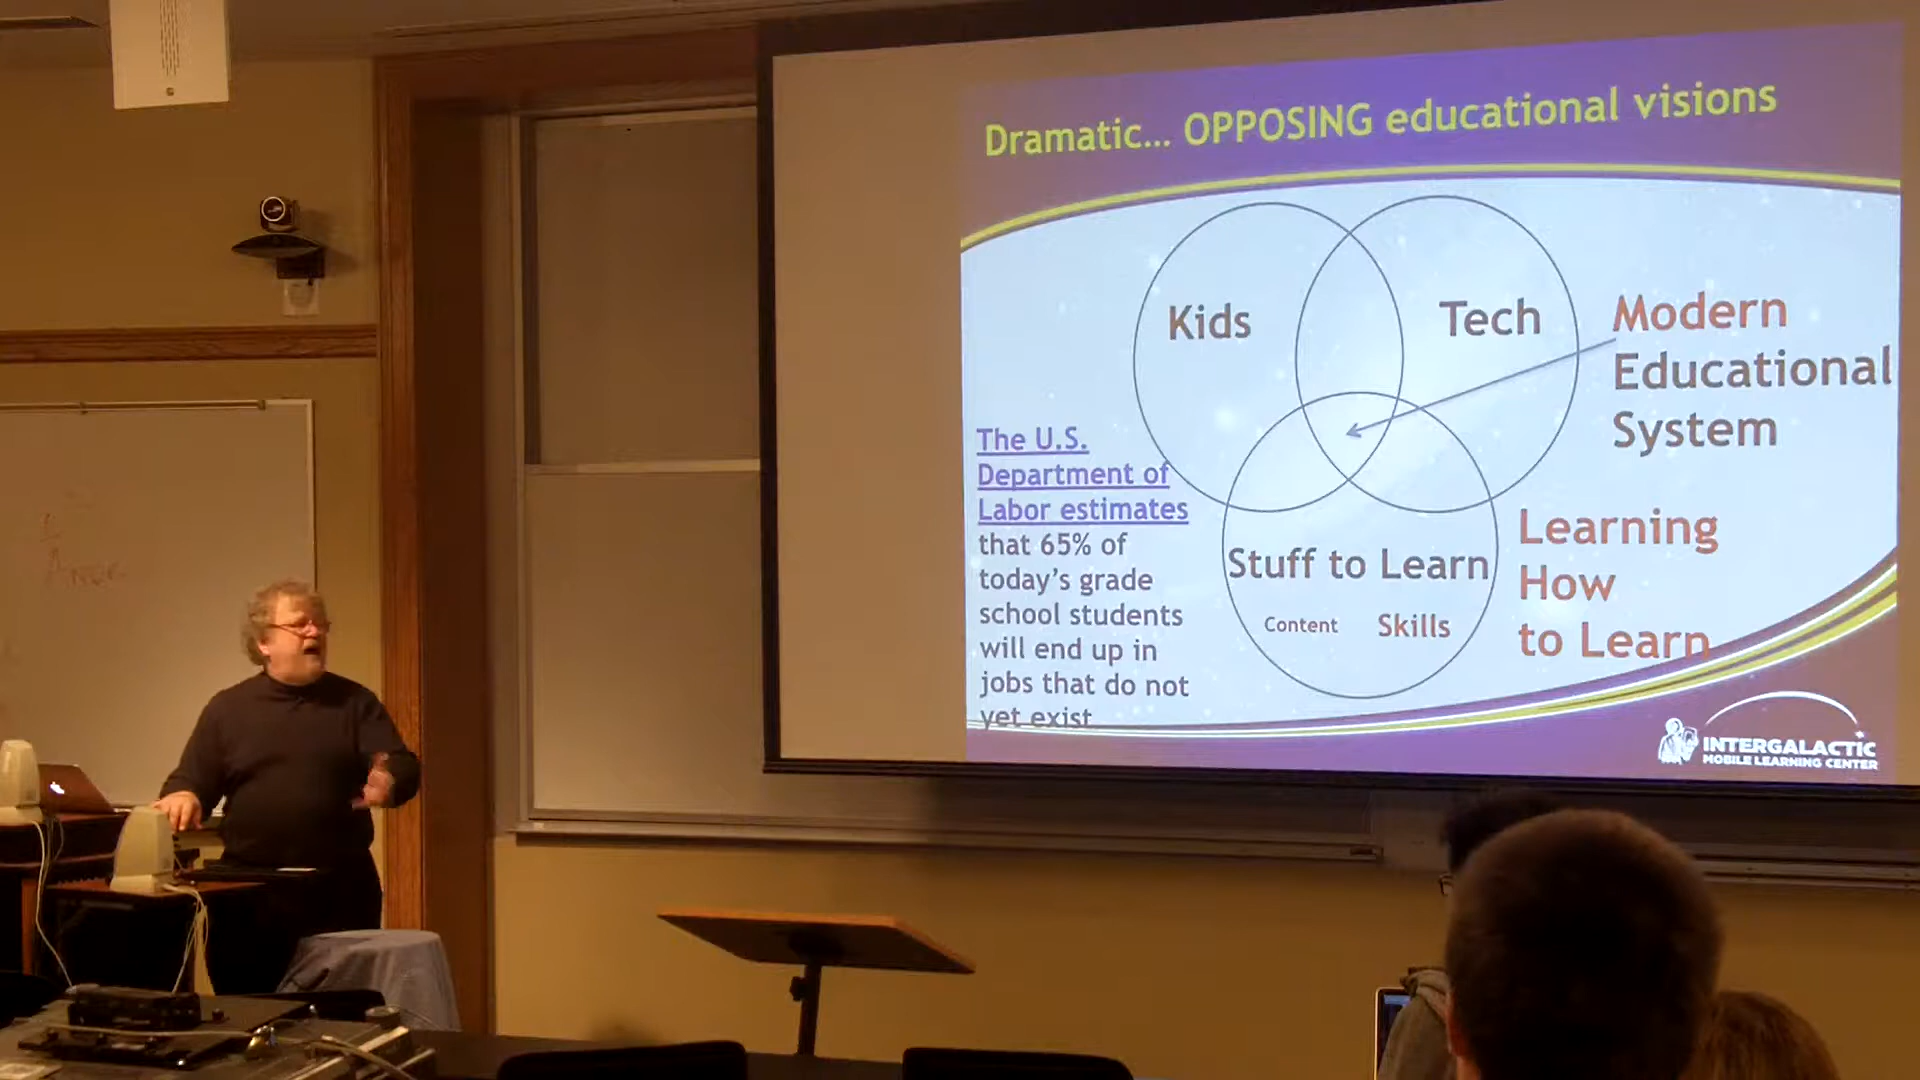 Dramatic... OPPOSING educational visions
Kids
Tech
Modern
Educational
System
The U.S.
Department of
Labor estimates
that 65% of
today's grade
school students
will end up in
jobs that do not
yet exist
Stuff to Learn
Content Skills
Learning
How
to Learn
INTERGALACTIC
MOBILE LEARNING CENTER